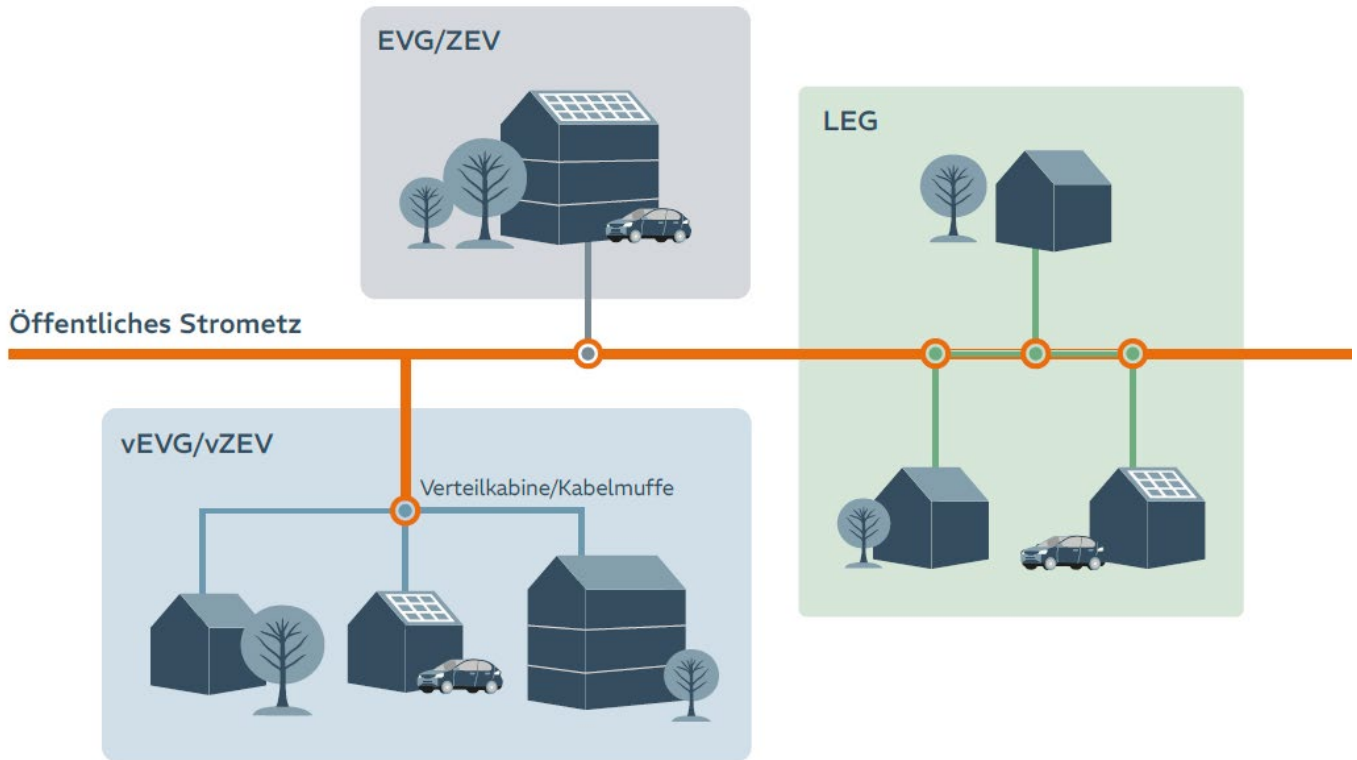 EVG/ZEV
LEG
Öffentliches Strometz
vEVG/vZEV
Verteilkabine/Kabelmuffe